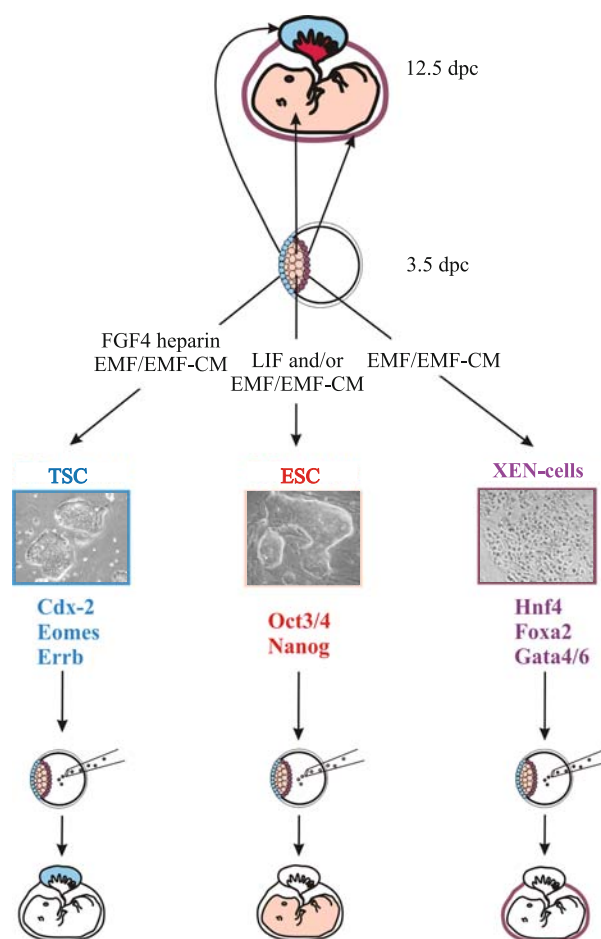 12.5 dpc
3.5 dpc
FGF4 heparin
EMF/EMF-CM
LIF and/or
EMF/EMF-CM
EMF/EMF-CM
TSC
ESC
XEN-cells
Cdx-2
Eomes
Errb
Oct3/4
Nanog
Hnf4
Foxa2
Gata4/6